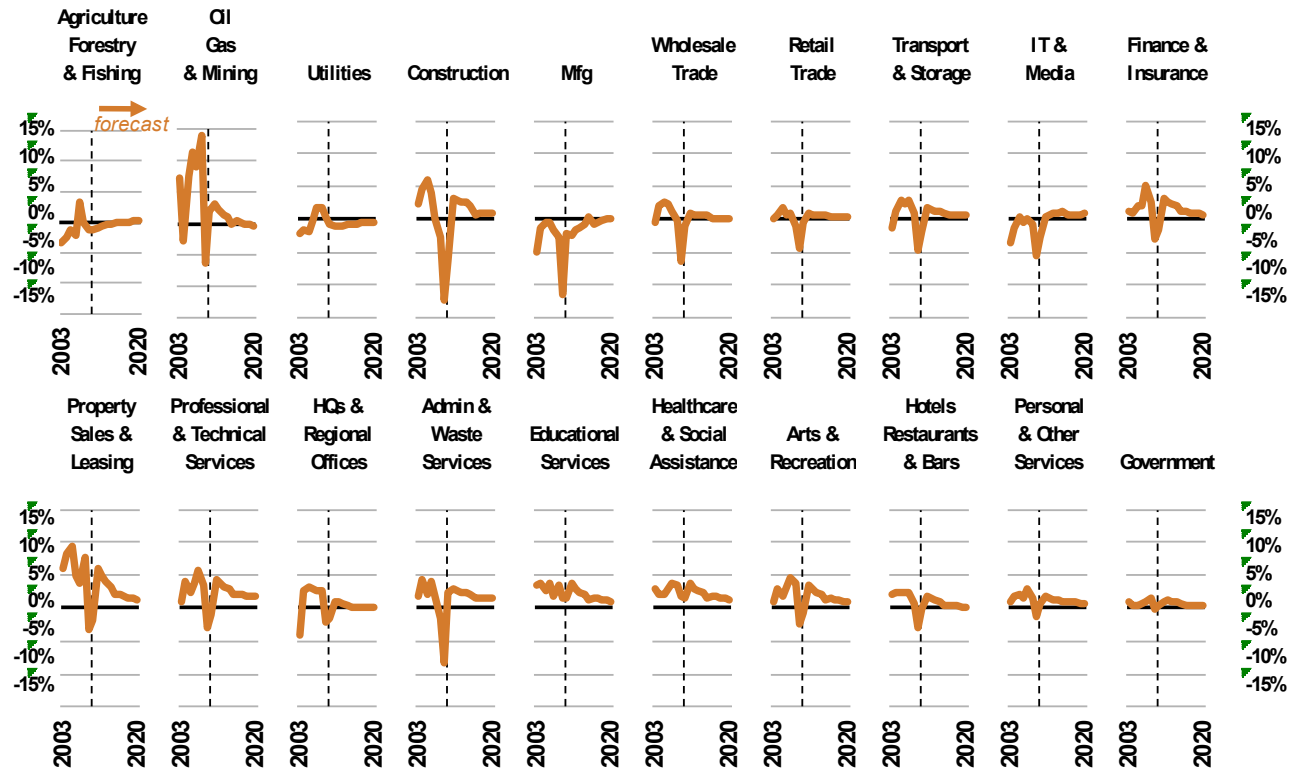 Agriculture
Forestry
& Fishing
Oil
Gas
& Mining
Utilities
Construction
Mfg
Wholesale
Trade
Retail
Trade
Transport
& Storage
IT &
Media
Finance &
Insurance
forecast
15%
10%
5%
0%
-5%
-10%
-15%
15%
10%
5%
0%
-5%
-10%
-15%
2003
2020
2003
2020
2003
2020
2003
2020
2003
2020
2003
2020
2003
2020
2003
2020
2003
2020
2003
2020
Property
Sales &
Leasing
Professional
& Technical
Services
HQs &
Regional
Offices
Admin &
Waste
Services
Educational
Services
Healthcare
& Social
Assistance
Arts &
Recreation
Hotels
Restaurants
& Bars
Personal
& Other
Services
Government
15%
10%
5%
0%
-5%
-10%
-15%
15%
10%
5%
0%
-5%
-10%
-15%
2003
2020
2003
2020
2003
2020
2003
2020
2003
2020
2003
2020
2003
2020
2003
2020
2003
2020
2003
2020